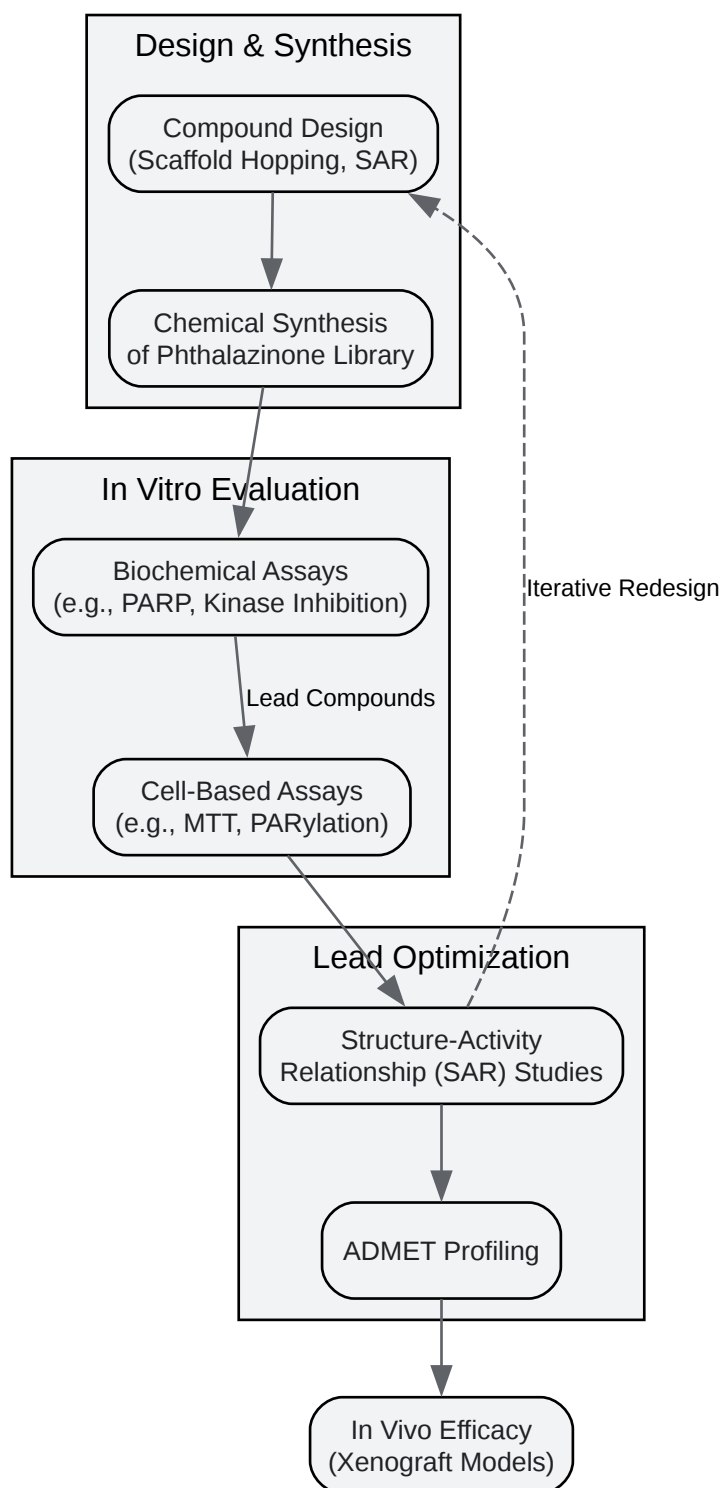 Design & Synthesis
Compound Design
(Scaffold Hopping, SAR)
Chemical Synthesis
of Phthalazinone Library
In Vitro Evaluation
Biochemical Assays
(e.g., PARP, Kinase Inhibition)
Iterative Redesign
Lead Compounds
Cell-Based Assays
(e.g., MTT, PARylation)
Lead Optimization
Structure-Activity
Relationship (SAR) Studies
ADMET Profiling
In Vivo Efficacy
(Xenograft Models)